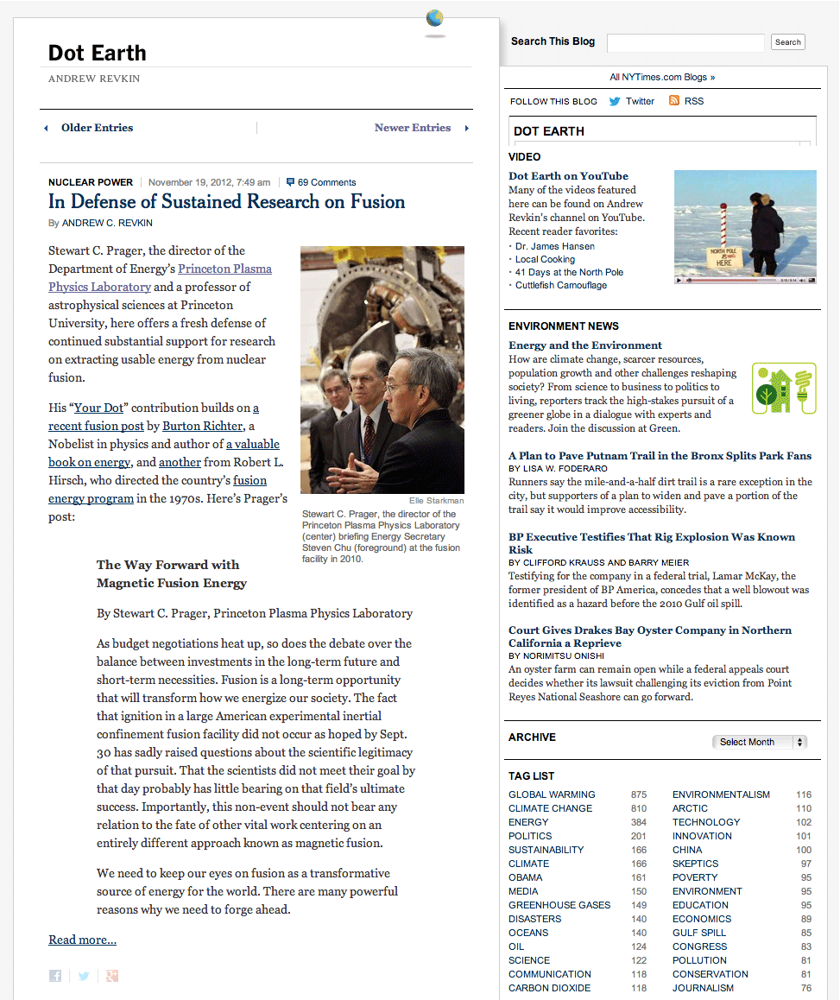 Dot Earth
ANDREW REVKIN
Older Entries
Newer Entries
NUCLEAR POWER
November 19, 2012, 7:49 am
69 Comments
In Defense of Sustained Research on Fusion
By ANDREW C. REVKIN
Stewart C. Prager, the director of the
Department of Energy’s Princeton Plasma
Physics Laboratory and a professor of
astrophysical sciences at Princeton
University, here offers a fresh defense of
continued substantial support for research
on extracting usable energy from nuclear
fusion.
His “Your Dot” contribution builds on a
recent fusion post by Burton Richter, a
Nobelist in physics and author of a valuable
book on energy, and another from Robert L.
Hirsch, who directed the country’s fusion
energy program in the 1970s. Here’s Prager’s
post:
Elle Starkman
Stewart C. Prager, the director of the
Princeton Plasma Physics Laboratory
(center) briefing Energy Secretary
Steven Chu (foreground) at the fusion
facility in 2010.
The Way Forward with
Magnetic Fusion Energy
By Stewart C. Prager, Princeton Plasma Physics Laboratory
As budget negotiations heat up, so does the debate over the
balance between investments in the long-term future and
short-term necessities. Fusion is a long-term opportunity
that will transform how we energize our society. The fact
that ignition in a large American experimental inertial
confinement fusion facility did not occur as hoped by Sept.
30 has sadly raised questions about the scientific legitimacy
of that pursuit. That the scientists did not meet their goal by
that day probably has little bearing on that field’s ultimate
success. Importantly, this non-event should not bear any
relation to the fate of other vital work centering on an
entirely different approach known as magnetic fusion.
We need to keep our eyes on fusion as a transformative
source of energy for the world. There are many powerful
reasons why we need to forge ahead.
Read more...
Search This Blog
Search
All NYTimes.com Blogs »
FOLLOW THIS BLOG
Twitter
RSS
DOT EARTH
VIDEO
Dot Earth on YouTube
Many of the videos featured
here can be found on Andrew
Revkin’s channel on YouTube.
Recent reader favorites:
· Dr. James Hansen
· Local Cooking
· 41 Days at the North Pole
· Cuttlefish Camouflage
NORTH POLE
WAS
HERE
ENVIRONMENT NEWS
Energy and the Environment
How are climate change, scarcer resources,
population growth and other challenges reshaping
society? From science to business to politics to
living, reporters track the high-stakes pursuit of a
greener globe in a dialogue with experts and
readers. Join the discussion at Green.
A Plan to Pave Putnam Trail in the Bronx Splits Park Fans
BY LISA W. FODERARO
Runners say the mile-and-a-half dirt trail is a rare exception in the
city, but supporters of a plan to widen and pave a portion of the
trail say it would improve accessibility.
BP Executive Testifies That Rig Explosion Was Known
Risk
BY CLIFFORD KRAUSS AND BARRY MEIER
Testifying for the company in a federal trial, Lamar McKay, the
former president of BP America, concedes that a well blowout was
identified as a hazard before the 2010 Gulf oil spill.
Court Gives Drakes Bay Oyster Company in Northern
California a Reprieve
BY NORIMITSU ONISHI
An oyster farm can remain open while a federal appeals court
decides whether its lawsuit challenging its eviction from Point
Reyes National Seashore can go forward.
ARCHIVE
Select Month
TAG LIST
GLOBAL WARMING 875
CLIMATE CHANGE 810
ENERGY 384
POLITICS 201
SUSTAINABILITY 166
CLIMATE 166
OBAMA 161
MEDIA 150
GREENHOUSE GASES 149
DISASTERS 140
OCEANS 140
OIL 124
SCIENCE 122
COMMUNICATION 118
CARBON DIOXIDE 118
ENVIRONMENTALISM 116
ARCTIC 110
TECHNOLOGY 102
INNOVATION 101
CHINA 100
SKEPTICS 97
POVERTY 95
ENVIRONMENT 95
EDUCATION 95
ECONOMICS 89
GULF SPILL 85
CONGRESS 83
POLLUTION 81
CONSERVATION 81
JOURNALISM 76